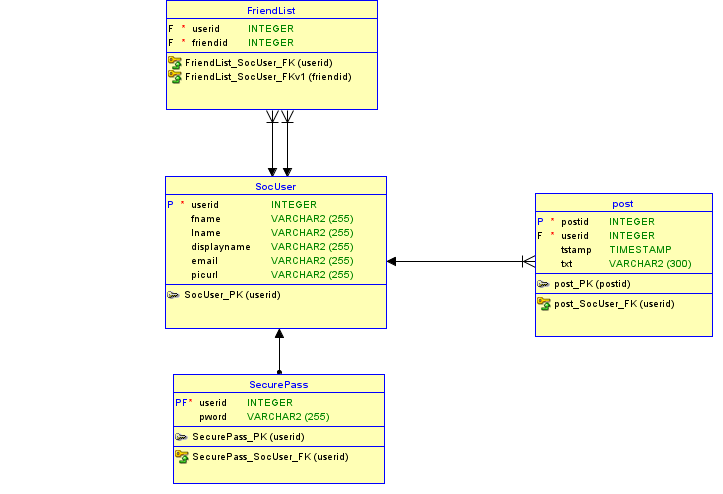 FriendList
F * userid INTEGER
F * friendid INTEGER
FriendList_SocUser_FK (userid)
FriendList_SocUser_FKv1 (friendid)
SocUser
P * userid INTEGER
fname VARCHAR2 (255)
lname VARCHAR2 (255)
displayname VARCHAR2 (255)
email VARCHAR2 (255)
picurl VARCHAR2 (255)
SocUser_PK (userid)
post
P * postid INTEGER
F * userid INTEGER
tstamp TIMESTAMP
txt VARCHAR2 (300)
post_PK (postid)
post_SocUser_FK (userid)
SecurePass
PF* userid INTEGER
pword VARCHAR2 (255)
SecurePass_PK (userid)
SecurePass_SocUser_FK (userid)